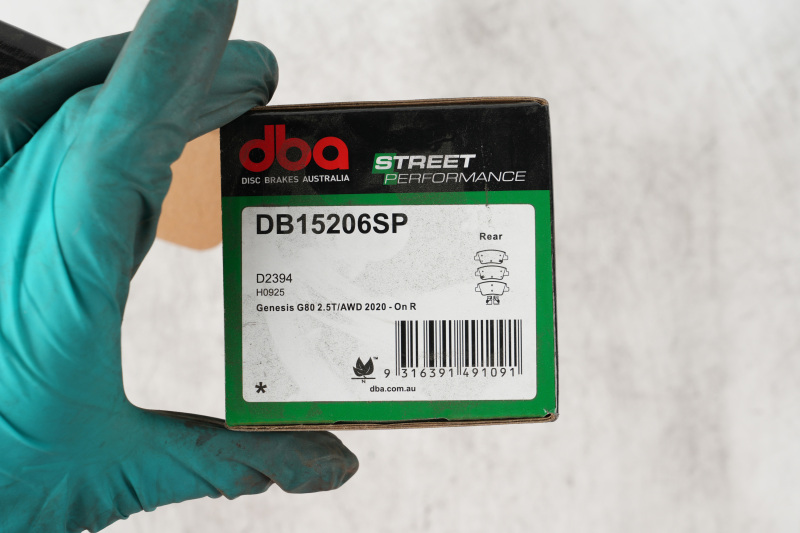 dba
DISC BRAKES AUSTRALIA
STREET
PERFORMANCE
DB15206SP
Rear
D2394
H0925
Genesis G80 2.5T/AWD 2020 - On R
N
™
9 316391 491091
*
dba.com.au